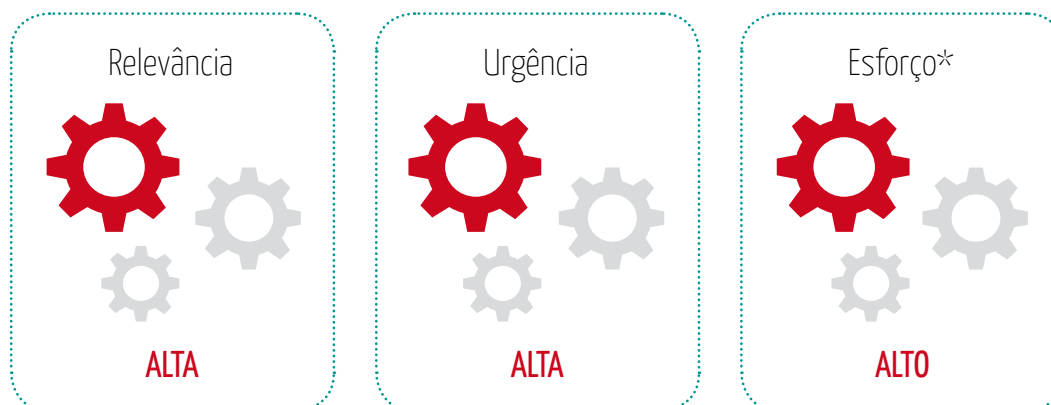 Relevância
Urgência
Esforço*
ALTA
ALTA
ALTO